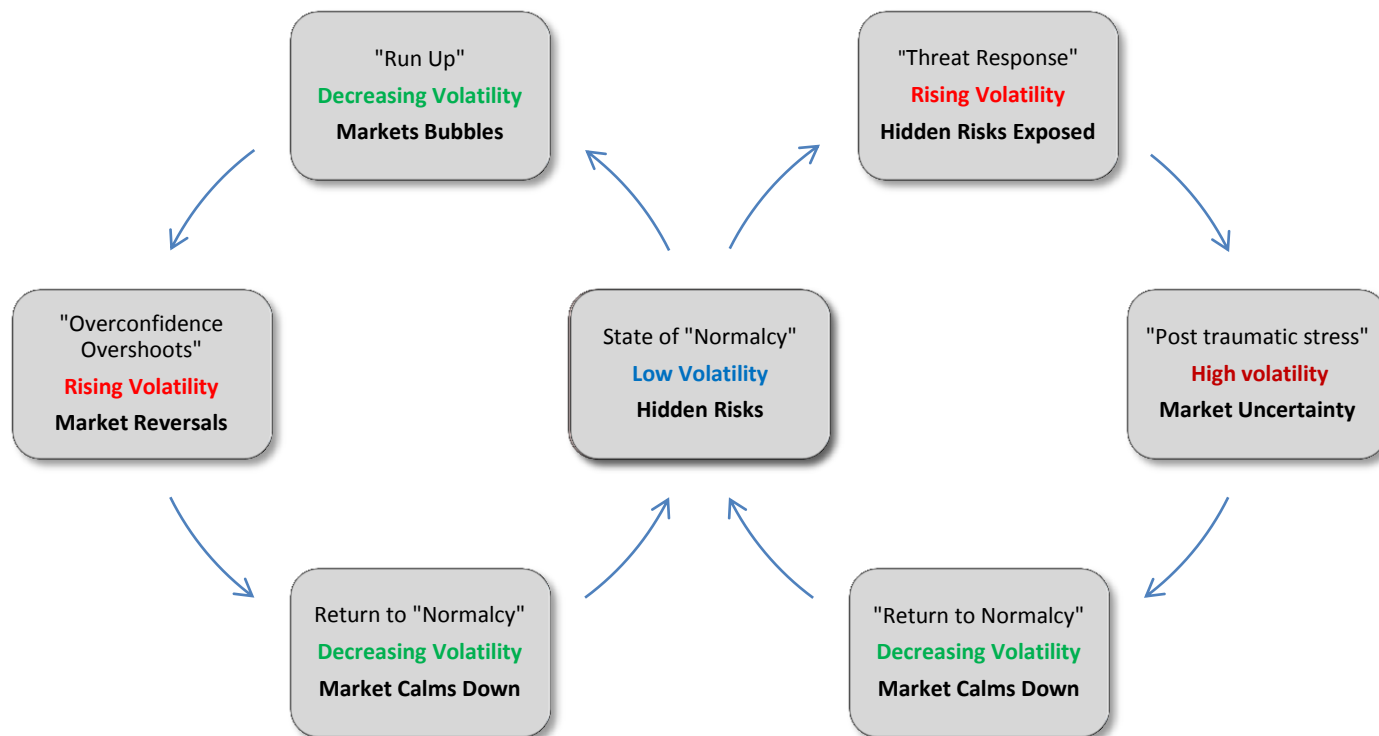 "Run Up"
Decreasing Volatility
Markets Bubbles
"Threat Response"
Rising Volatility
Hidden Risks Exposed
"Overconfidence
Overshoots"
Rising Volatility
Market Reversals
State of "Normalcy"
Low Volatility
Hidden Risks
"Post traumatic stress"
High volatility
Market Uncertainty
Return to "Normalcy"
Decreasing Volatility
Market Calms Down
"Return to Normalcy"
Decreasing Volatility
Market Calms Down